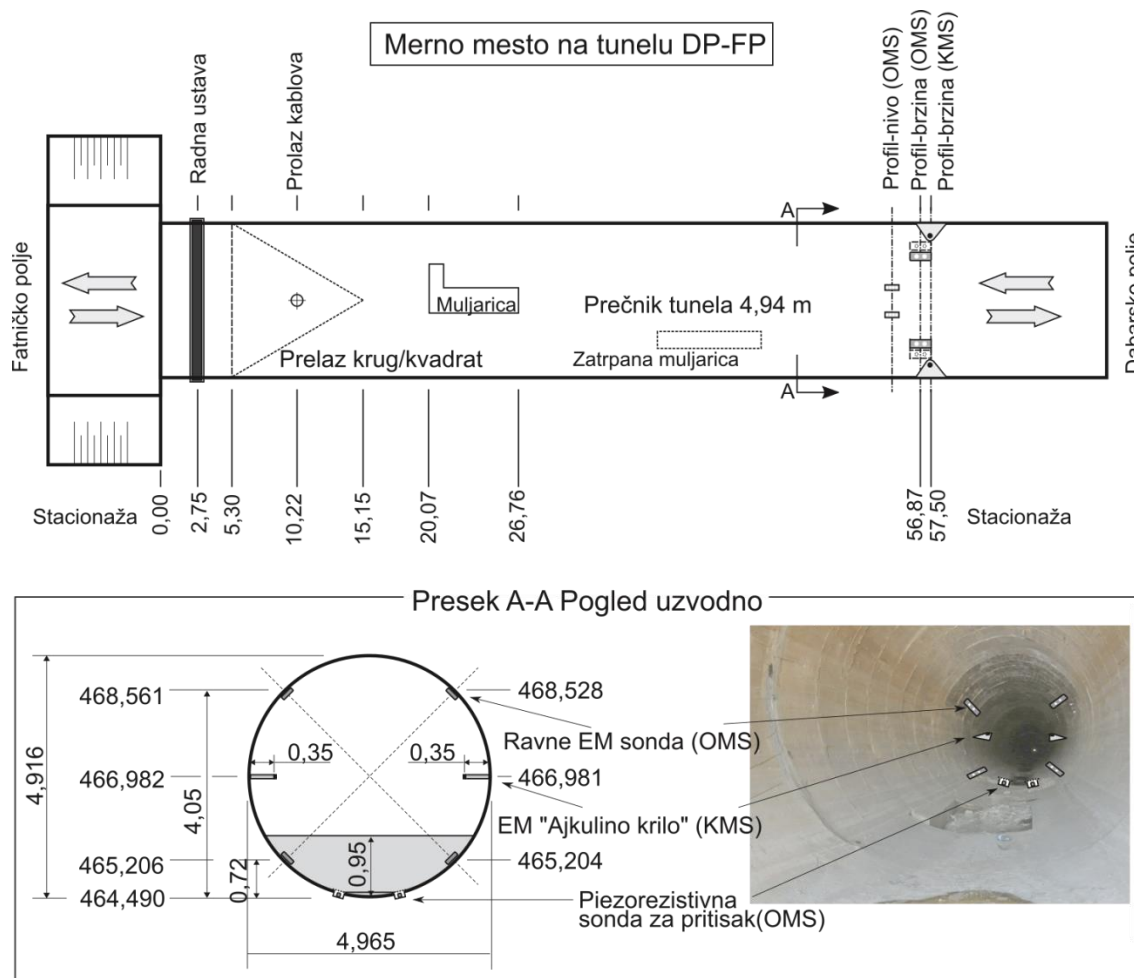 Merno mesto na tunelu DP-FP
Radna ustava
Prolaz kablova
Profil-nivo (OMS)
Profil-brzina (OMS)
Profil-brzina (KMS)
Fatničko polje
A
Muljarica
Prečnik tunela 4,94 m
Prelaz krug/kvadrat
Zatrpana muljarica
A
Dabarsko polje
Stacionaža
0,00
2,75
5,30
10,22
15,15
20,07
26,76
56,87
57,50
Stacionaža
Presek A-A Pogled uzvodno
4,916
468,561
468,528
Ravne EM sonda (OMS)
0,35
0,35
466,982
466,981
4,05
EM "Ajkulino krilo" (KMS)
465,206
0,72
0,95
465,204
464,490
Piezorezistivna
sonda za pritisak(OMS)
4,965